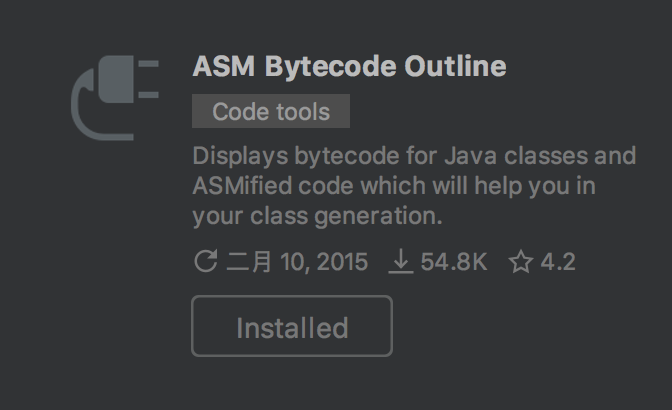 ASM Bytecode Outline
Code tools
Displays bytecode for Java classes and
ASMified code which will help you in
your class generation.
二月 10, 2015 54.8K 4.2
Installed